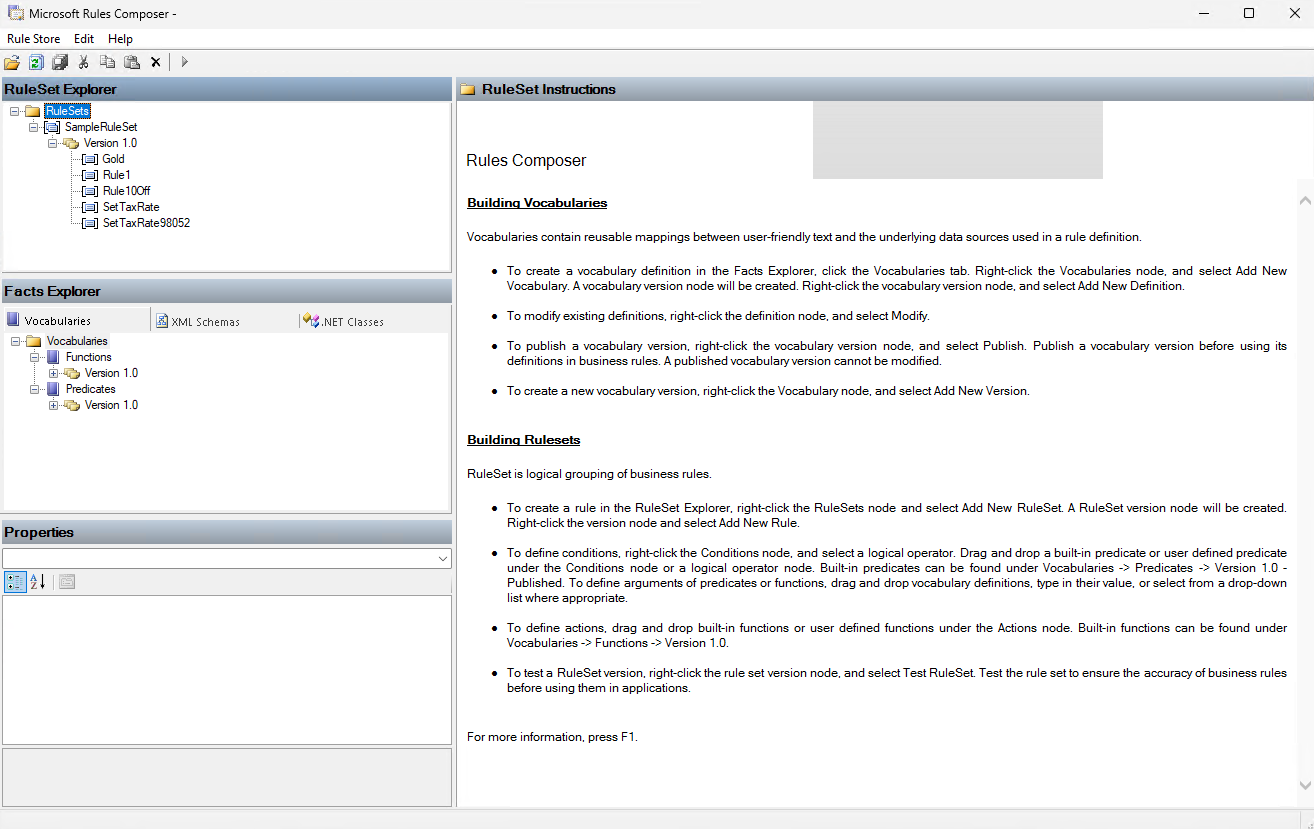 Microsoft Rules Composer -
Rule Store Edit Help
RuleSet Explorer
RuleSets
SampleRuleSet
Version 1.0
Gold
Rule1
Rule10Off
SetTaxRate
SetTaxRate98052
Facts Explorer
Vocabularies XML Schemas .NET Classes
Vocabularies
Functions
Version 1.0
Predicates
Version 1.0
Properties
RuleSet Instructions
Rules Composer
Building Vocabularies
Vocabularies contain reusable mappings between user-friendly text and the underlying data sources used in a rule definition.
• To create a vocabulary definition in the Facts Explorer, click the Vocabularies tab. Right-click the Vocabularies node, and select Add New
Vocabulary. A vocabulary version node will be created. Right-click the vocabulary version node, and select Add New Definition.
• To modify existing definitions, right-click the definition node, and select Modify.
• To publish a vocabulary version, right-click the vocabulary version node, and select Publish. Publish a vocabulary version before using its
definitions in business rules. A published vocabulary version cannot be modified.
• To create a new vocabulary version, right-click the Vocabulary node, and select Add New Version.
Building Rulesets
RuleSet is logical grouping of business rules.
• To create a rule in the RuleSet Explorer, right-click the RuleSets node and select Add New RuleSet. A RuleSet version node will be created.
Right-click the version node and select Add New Rule.
• To define conditions, right-click the Conditions node, and select a logical operator. Drag and drop a built-in predicate or user defined predicate
under the Conditions node or a logical operator node. Built-in predicates can be found under Vocabularies -> Predicates -> Version 1.0 -
Published. To define arguments of predicates or functions, drag and drop vocabulary definitions, type in their value, or select from a drop-down
list where appropriate.
• To define actions, drag and drop built-in functions or user defined functions under the Actions node. Built-in functions can be found under
Vocabularies -> Functions -> Version 1.0.
• To test a RuleSet version, right-click the rule set version node, and select Test RuleSet. Test the rule set to ensure the accuracy of business rules
before using them in applications.
For more information, press F1.